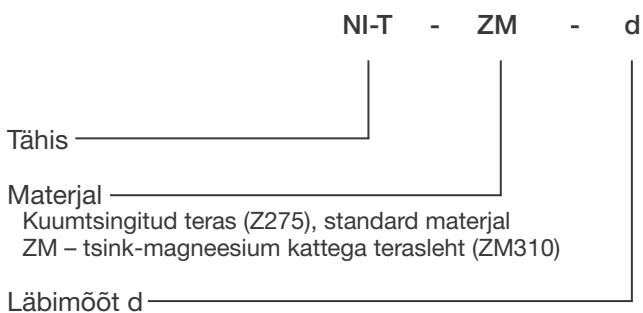 NI-T - ZM - d
Tähis
Materjal
Kuumtsingitud teras (Z275), standard materjal
ZM – tsink-magneesium kattega terasleht (ZM310)
Läbimõõt d